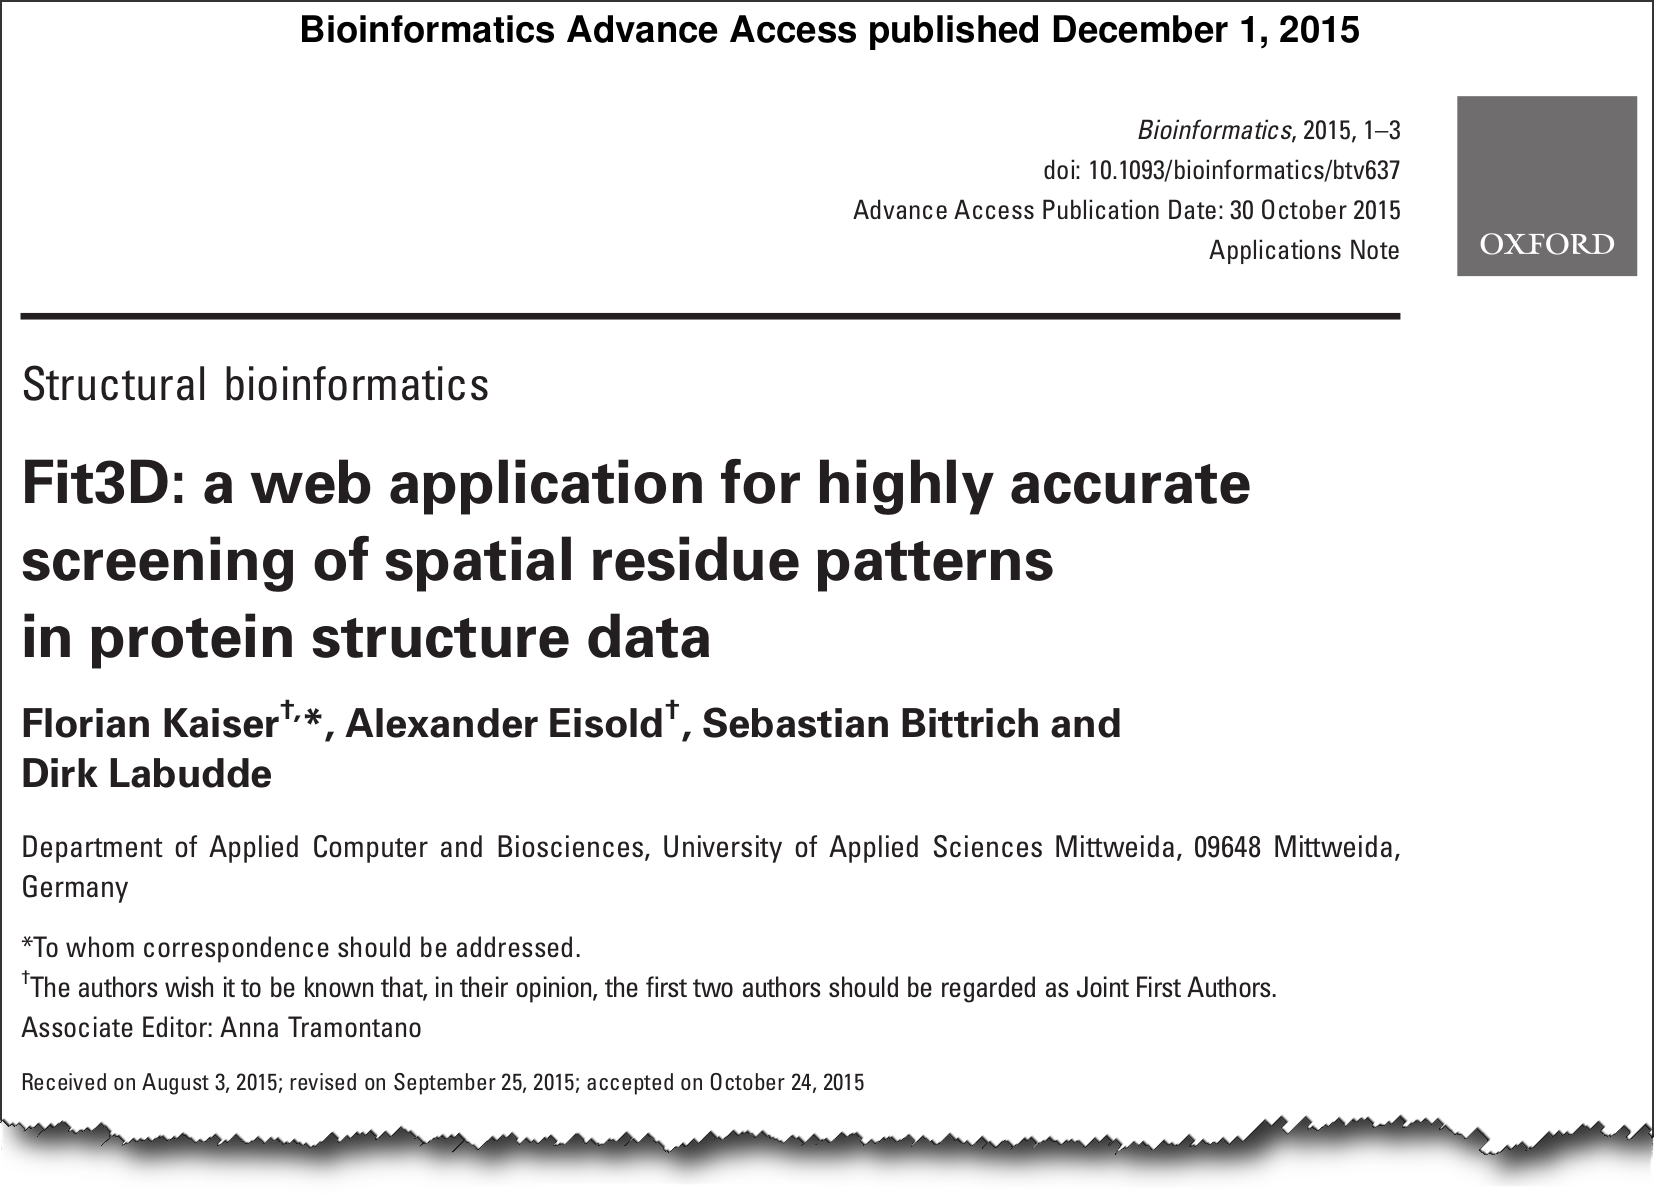 Bioinformatics Advance Access published December 1, 2015
Bioinformatics, 2015, 1–3
doi: 10.1093/bioinformatics/btv637
Advance Access Publication Date: 30 October 2015
Applications Note
OXFORD
Structural bioinformatics
Fit3D: a web application for highly accurate
screening of spatial residue patterns
in protein structure data
Florian Kaiser†,*, Alexander Eisold†, Sebastian Bittrich and
Dirk Labudde
Department of Applied Computer and Biosciences, University of Applied Sciences Mittweida, 09648 Mittweida,
Germany
*To whom correspondence should be addressed.
†The authors wish it to be known that, in their opinion, the first two authors should be regarded as Joint First Authors.
Associate Editor: Anna Tramontano
Received on August 3, 2015; revised on September 25, 2015; accepted on October 24, 2015